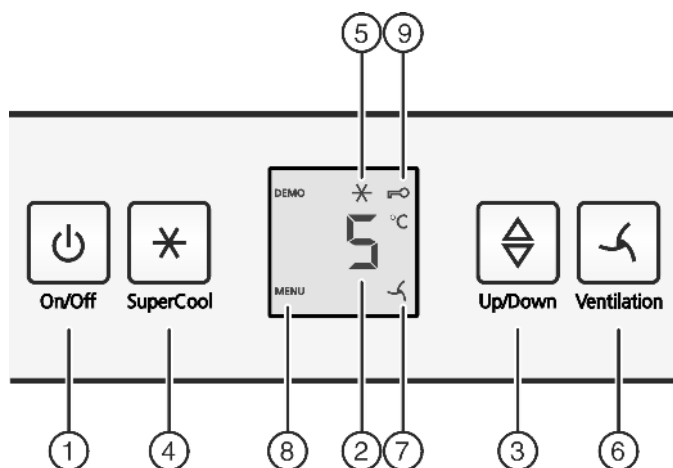 5 9
DEMO
°C
5
MENU
On/Off SuperCool Up/Down Ventilation
1 4 8 2 7 3 6